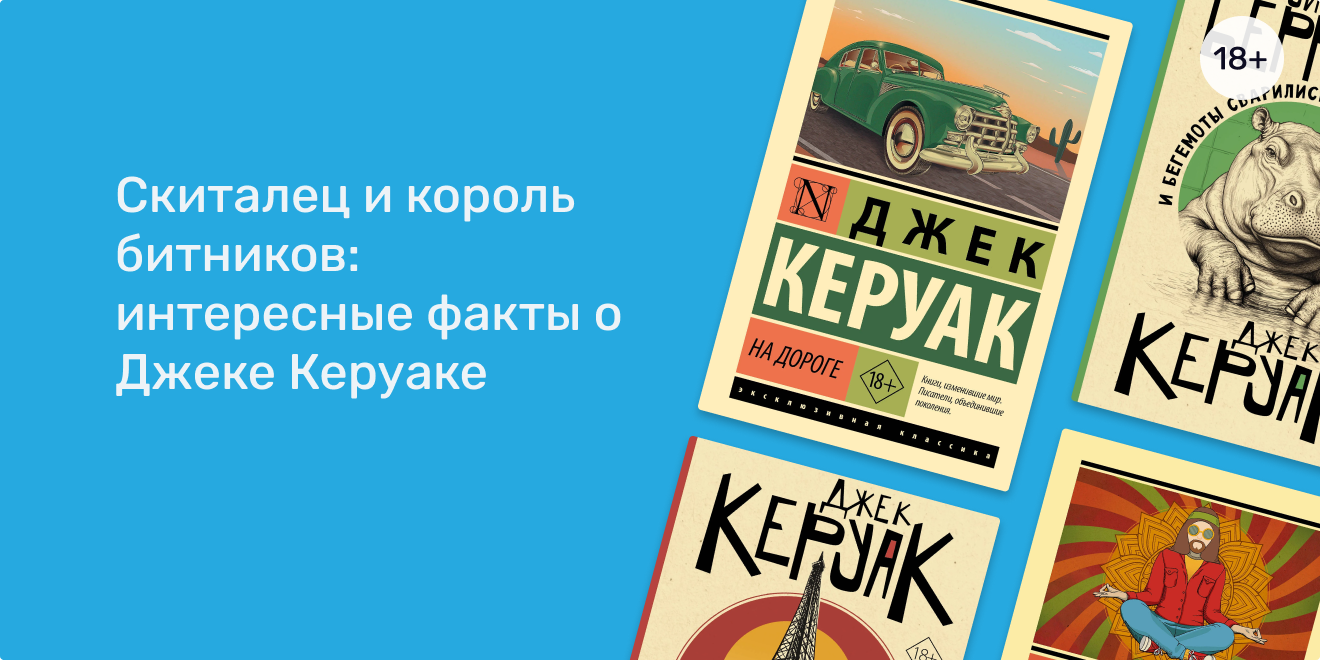 Скиталец и король
битников:
интересные факты о
Джеке Керуаке
N
ДЖЕК
КЕРУАК
НА ДОРОГЕ
18+
Книги, изменившие мир.
Писатели, объединившие
поколения.
эксклюзивная классика
18+
И БЕГЕМОТЫ СВАРИЛИСЬ
ДЖЕК
КЕРУАК
ДЖЕК
КЕРУАК
18+